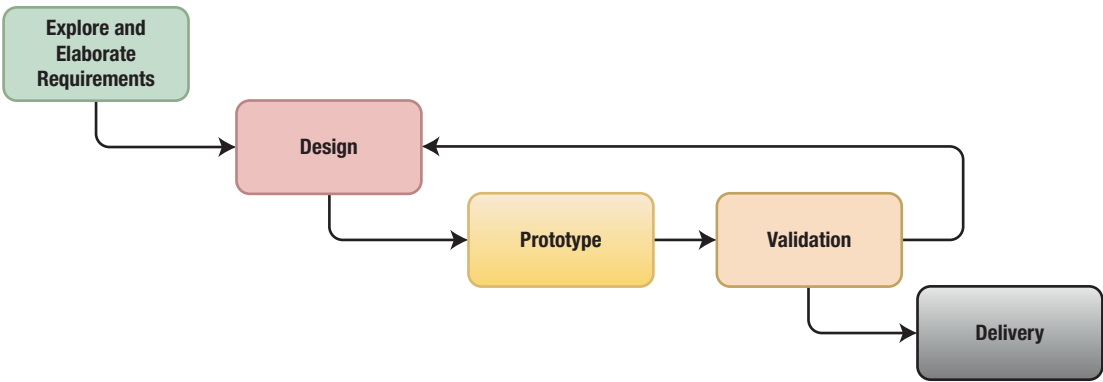 Explore and
Elaborate
Requirements
Design
Prototype
Validation
Delivery